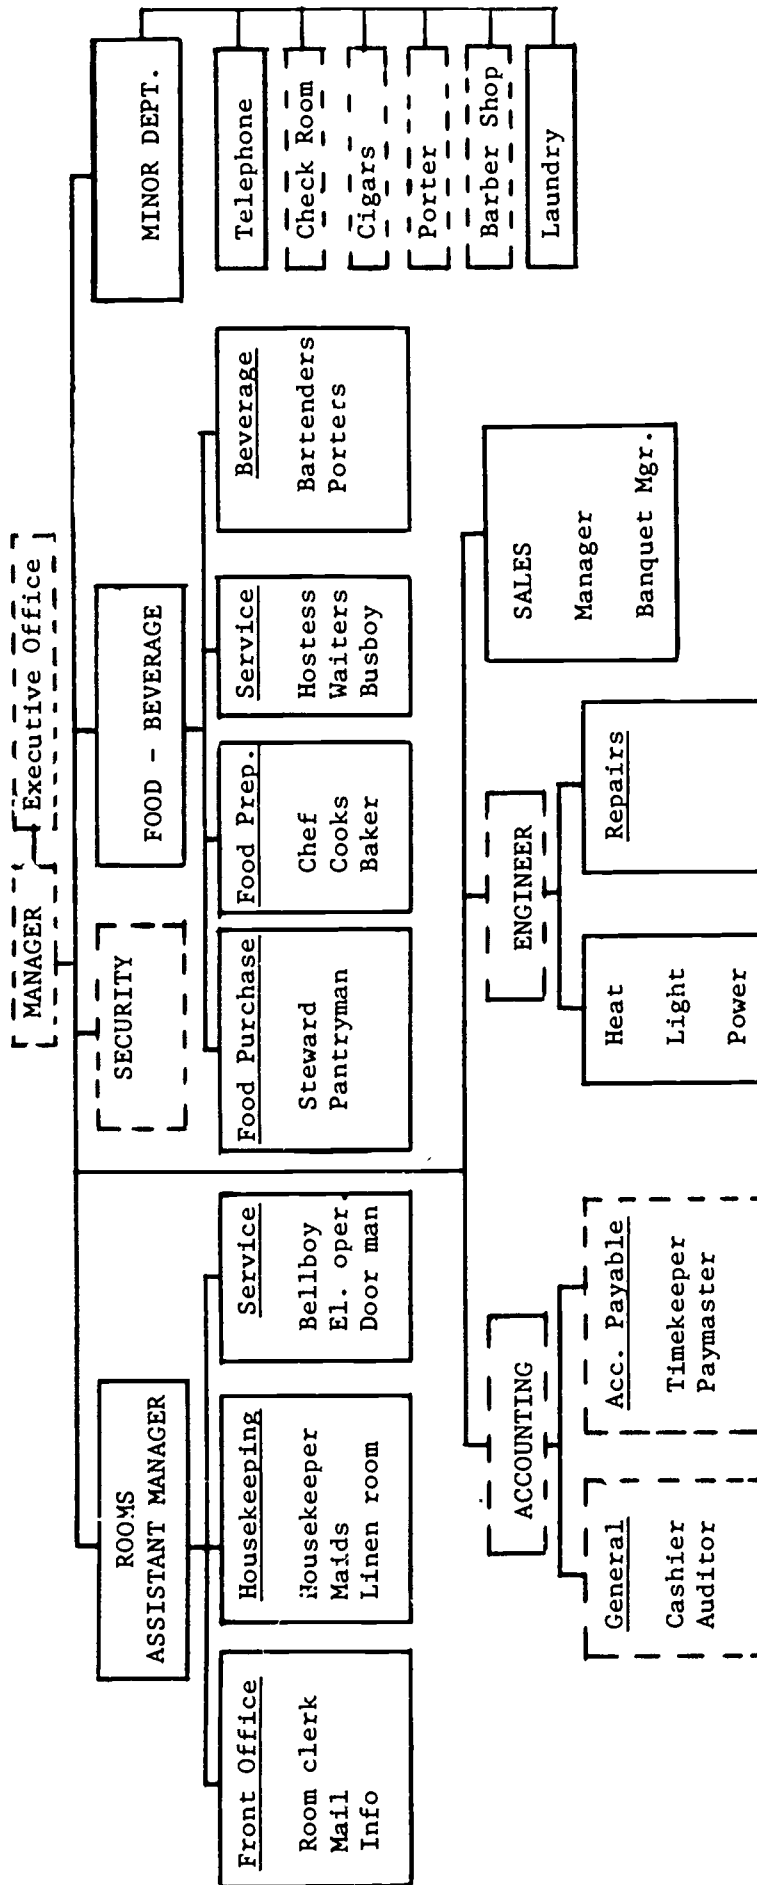 MANAGER
Executive Office
ROOMS
ASSISTANT MANAGER
SECURITY
FOOD - BEVERAGE
MINOR DEPT.
Front Office
Room clerk
Mail
Info
Housekeeping
Housekeeper
Maids
Linen room
Service
Bellboy
El. oper
Door man
Food Purchase
Steward
Pantryman
Food Prep.
Chef
Cooks
Baker
Service
Hostess
Waiters
Busboy
Beverage
Bartenders
Porters
Telephone
Check Room
Cigars
Porter
Barber Shop
Laundry
ACCOUNTING
ENGINEER
SALES
Manager
Banquet Mgr.
General
Cashier
Auditor
Acc. Payable
Timekeeper
Paymaster
Heat
Light
Power
Repairs